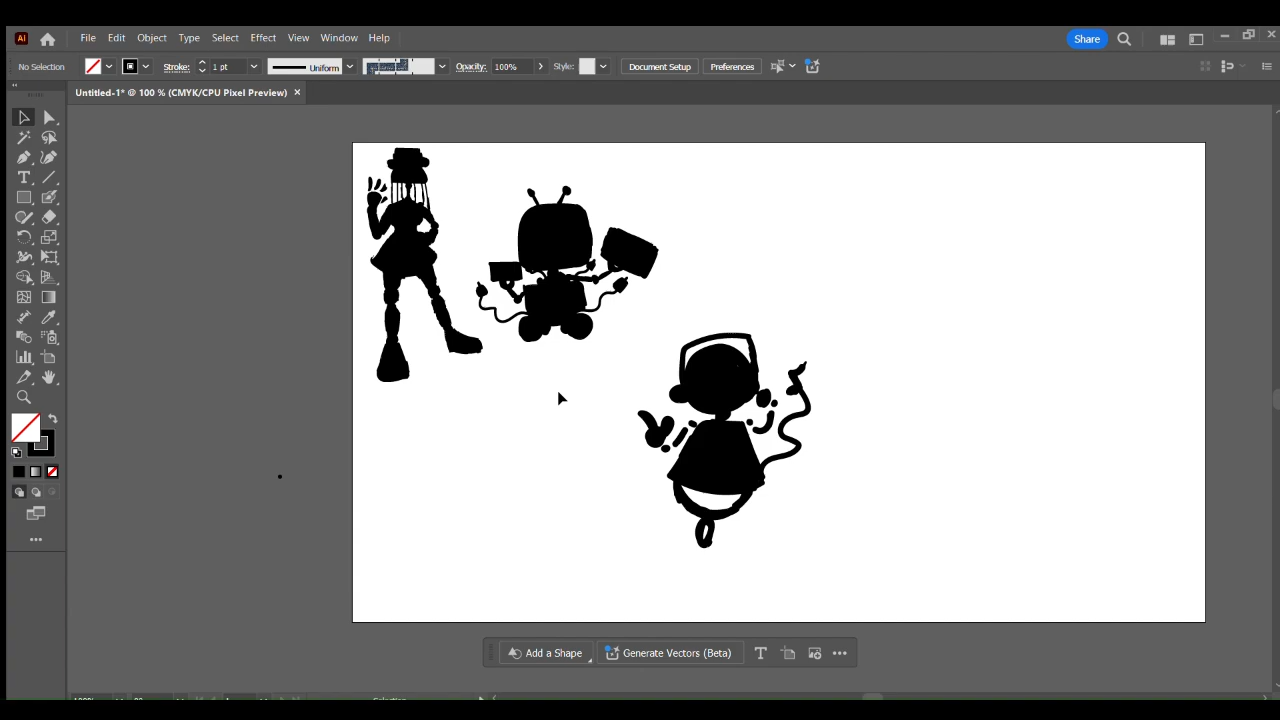 Ai File Edit Object Type Select Effect View Window Help Share
No Selection Stroke: 1 pt Uniform Opacity: 100% Style: Document Setup Preferences
Untitled-1* @ 100 % (CMYK/CPU Pixel Preview)
Add a Shape Generate Vectors (Beta)
Selection